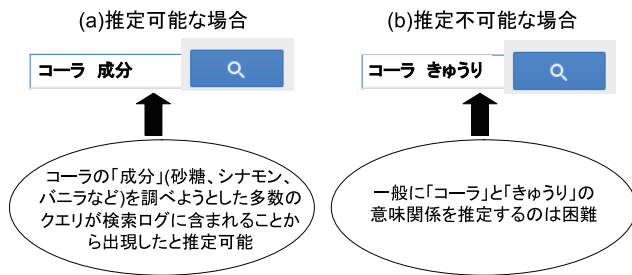 (a)推定可能な場合
コーラ 成分
コーラの「成分」(砂糖、シナモン、
バニラなど)を調べようとした多数の
クエリが検索ログに含まれることか
ら出現したと推定可能
(b)推定不可能な場合
コーラ きゅうり
一般に「コーラ」と「きゅうり」の
意味関係を推定するのは困難